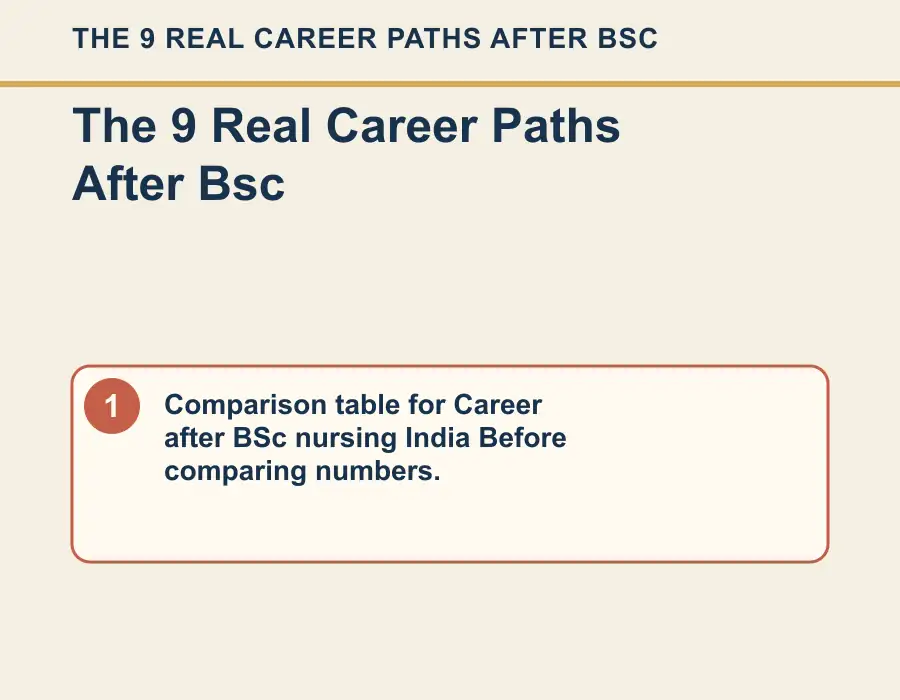 THE 9 REAL CAREER PATHS AFTER BSC
The 9 Real Career Paths
After Bsc
1
Comparison table for Career
after BSc nursing India Before
comparing numbers.